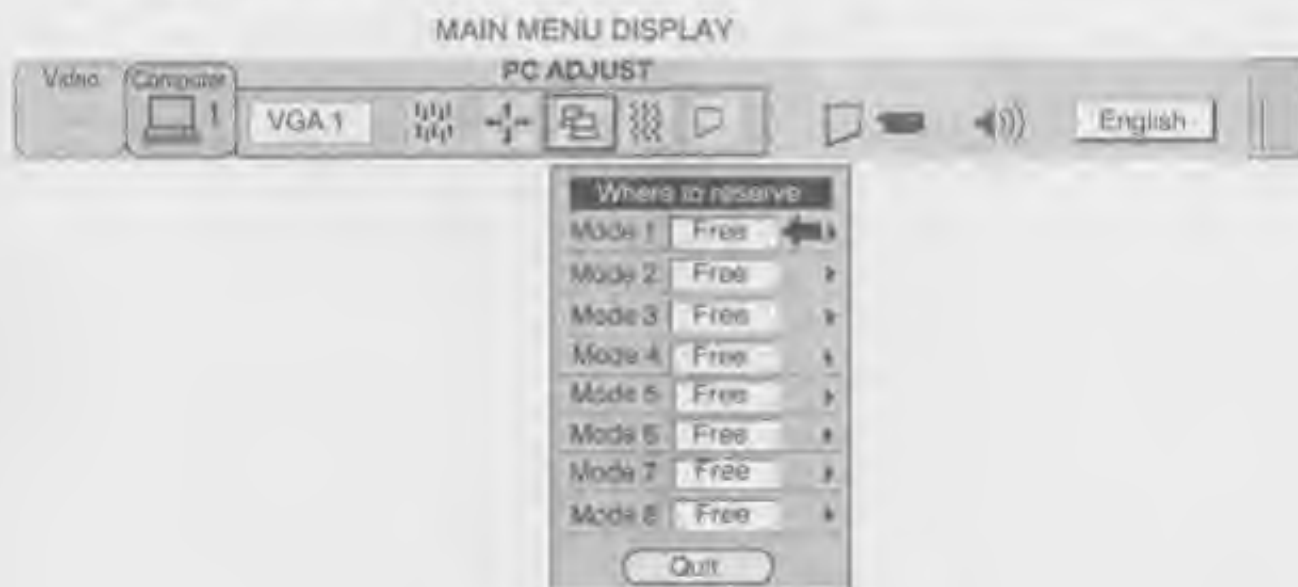 MAIN MENU DISPLAY
PC ADJUST
Video Computer
1 VGA 1 English
Where to reserve
Mode 1 Free
Mode 2 Free
Mode 3 Free
Mode 4 Free
Mode 5 Free
Mode 6 Free
Mode 7 Free
Mode 8 Free
Quit